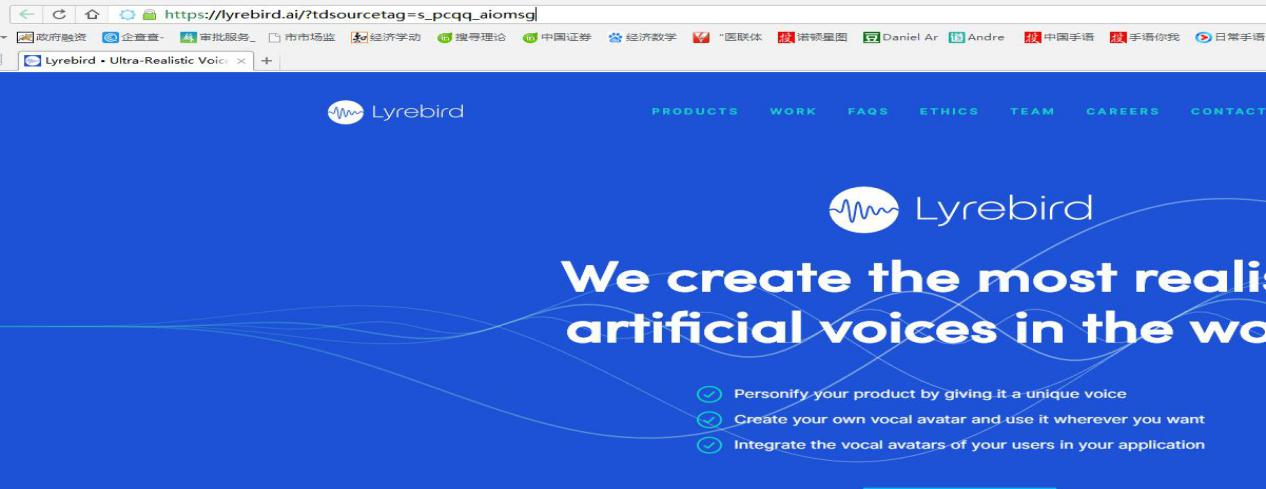 https://lyrebird.ai/?tdsourcetag=s_pcqq_aiomsg
政府融资 企查查- 审批服务_ 市市场监 经济学动 搜寻理论 中国证券 经济数学 "医联体 诺顿星图 Daniel Ar Andre 中国手语 手语你我 日常手语
Lyrebird • Ultra-Realistic Voic
Lyrebird PRODUCTS WORK FAQS ETHICS TEAM CAREERS CONTACT
Lyrebird
We create the most realis
artificial voices in the wo
Personify your product by giving it a unique voice
Create your own vocal avatar and use it wherever you want
Integrate the vocal avatars of your users in your application